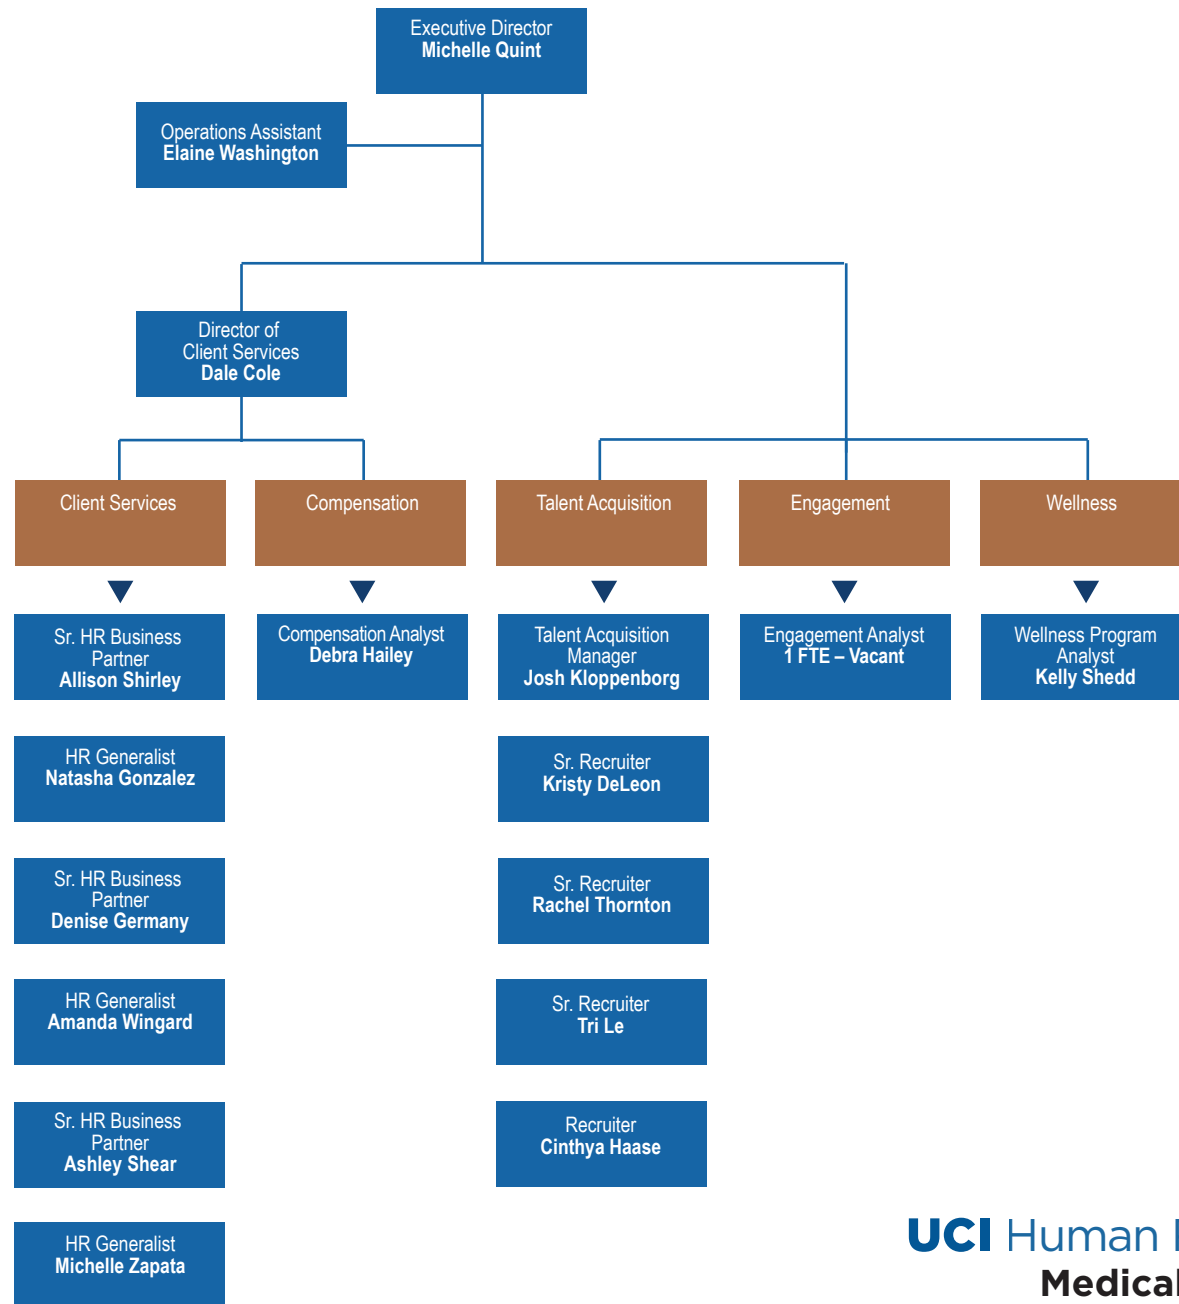 Executive Director
Michelle Quint
Operations Assistant
Elaine Washington
Director of
Client Services
Dale Cole
Client Services
Compensation
Talent Acquisition
Engagement
Wellness
Sr. HR Business
Partner
Allison Shirley
Compensation Analyst
Debra Hailey
Talent Acquisition
Manager
Josh Kloppenborg
Engagement Analyst
1 FTE – Vacant
Wellness Program
Analyst
Kelly Shedd
HR Generalist
Natasha Gonzalez
Sr. Recruiter
Kristy DeLeon
Sr. HR Business
Partner
Denise Germany
Sr. Recruiter
Rachel Thornton
HR Generalist
Amanda Wingard
Sr. Recruiter
Tri Le
Sr. HR Business
Partner
Ashley Shear
Recruiter
Cinthya Haase
HR Generalist
Michelle Zapata
UCI Human
Medical